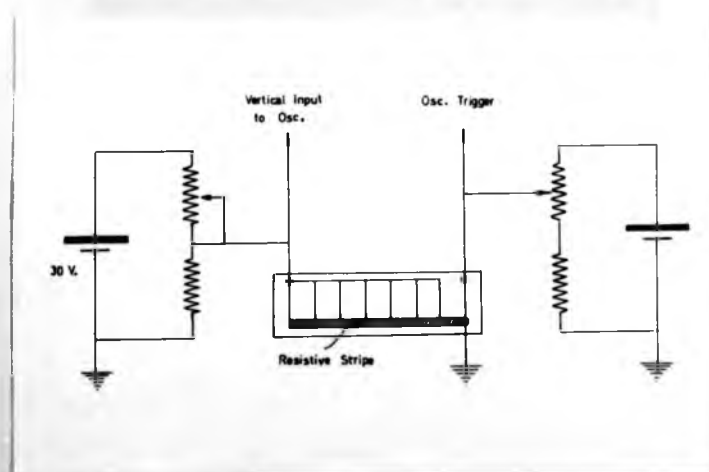 Vertical Input
to Osc.
Osc. Trigger
30 V.
Resistive Stripe